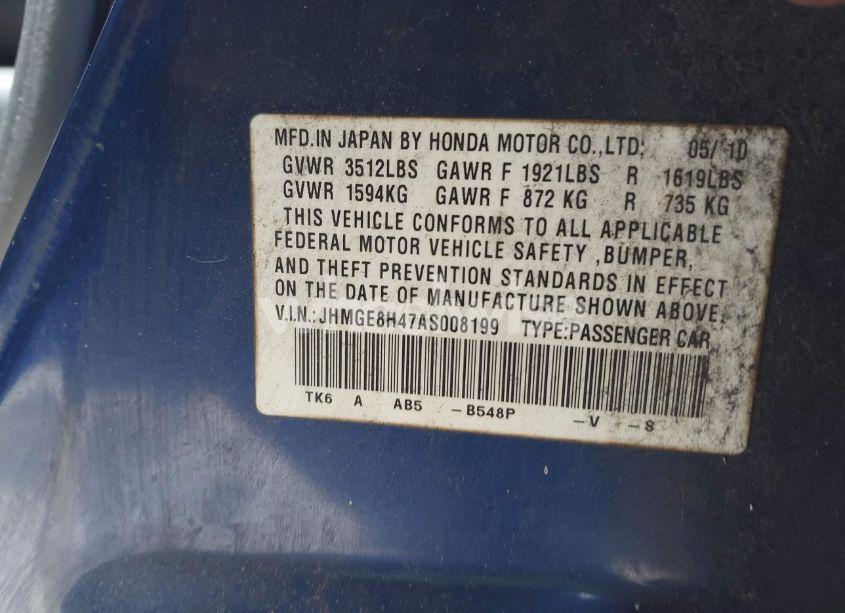 MFD.IN JAPAN BY HONDA MOTOR CO.,LTD. 05/10
GVWR 3512LBS GAWR F 1921LBS R 1619LBS
GVWR 1594KG GAWR F 872 KG R 735 KG
THIS VEHICLE CONFORMS TO ALL APPLICABLE
FEDERAL MOTOR VEHICLE SAFETY ,BUMPER,
AND THEFT PREVENTION STANDARDS IN EFFECT
ON THE DATE OF MANUFACTURE SHOWN ABOVE.
V.I.N.:JHMGE8H47AS008199 TYPE:PASSENGER CAR
TK6 A AB5 -B548P -V -S